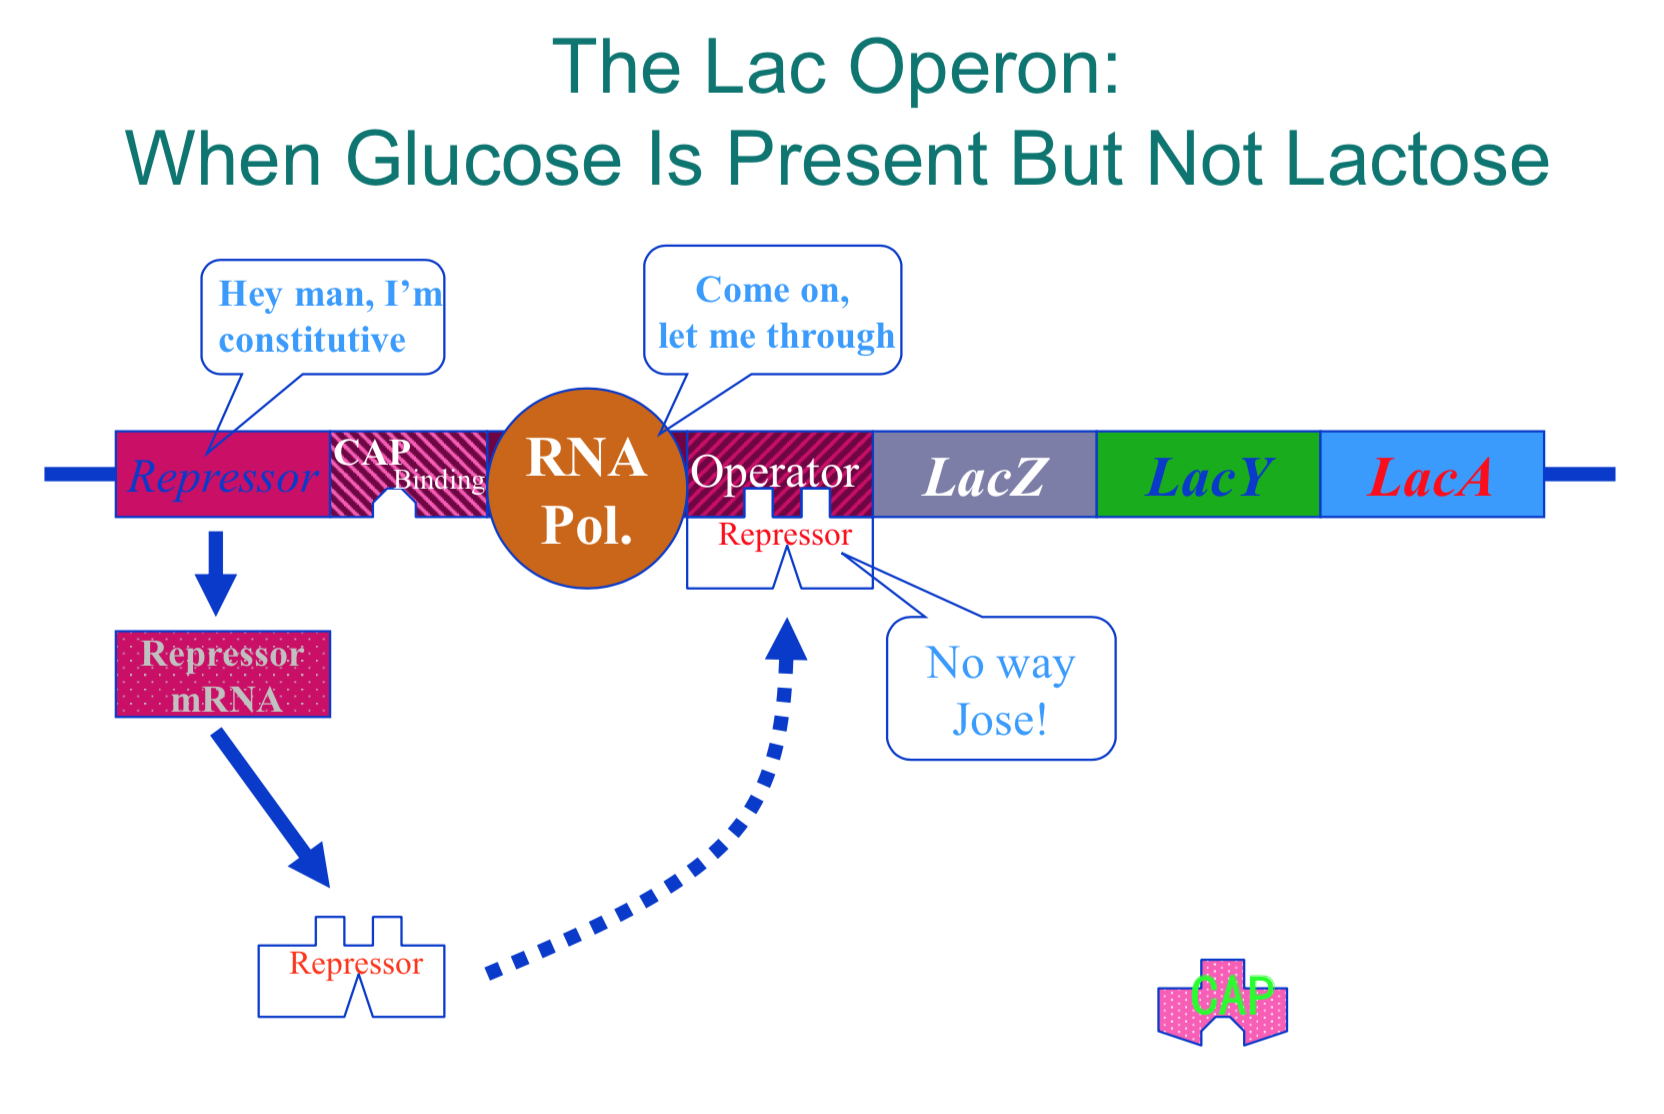 The Lac Operon:
When Glucose Is Present But Not Lactose
Hey man, I’m
constitutive
Come on,
let me through
Repressor
CAP
Binding
RNA
Pol.
Operator
LacZ
LacY
LacA
Repressor
No way
Jose!
Repressor
mRNA
Repressor
CAP